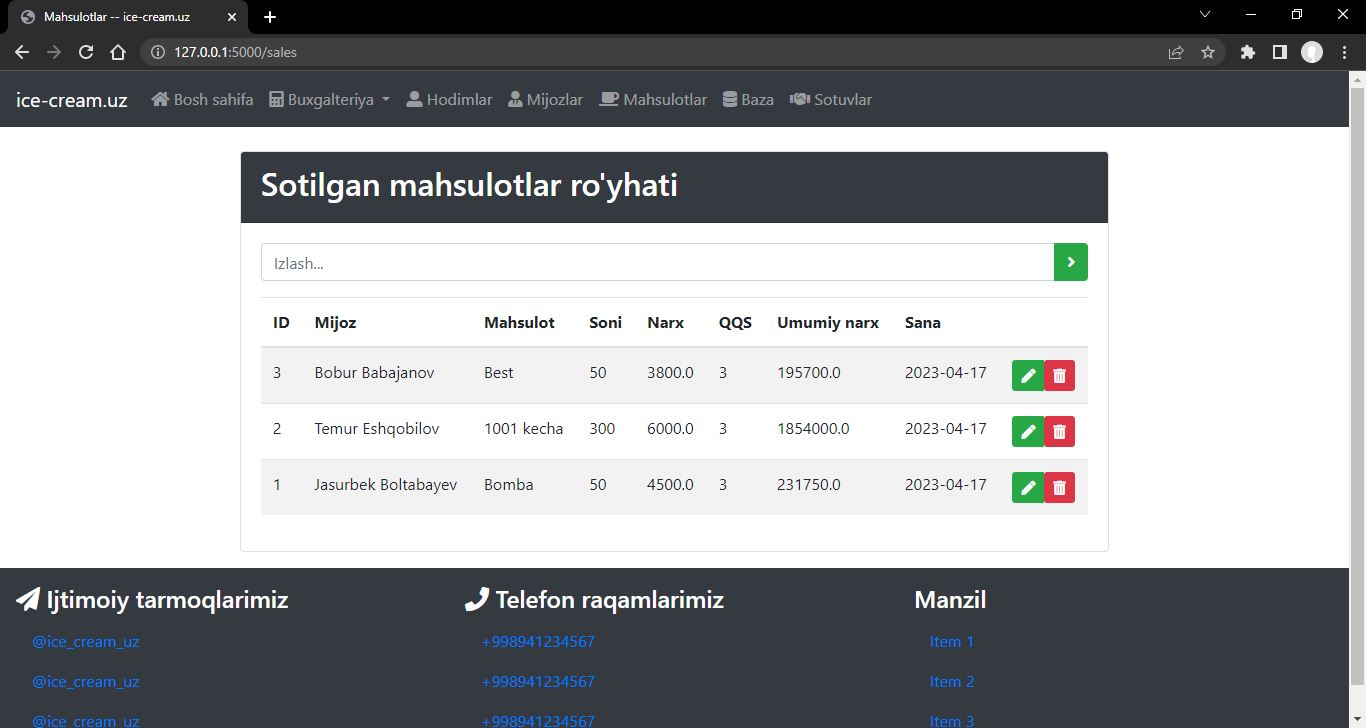 Mahsulotlar -- ice-cream.uz
127.0.0.1:5000/sales
ice-cream.uz Bosh sahifa Buxgalteriya Hodimlar Mijozlar Mahsulotlar Baza Sotuvlar
Sotilgan mahsulotlar ro'yhati
Izlash...
ID Mijoz Mahsulot Soni Narx QQS Umumiy narx Sana
3 Bobur Babajanov Best 50 3800.0 3 195700.0 2023-04-17
2 Temur Eshqobilov 1001 kecha 300 6000.0 3 1854000.0 2023-04-17
1 Jasurbek Boltabayev Bomba 50 4500.0 3 231750.0 2023-04-17
Ijtimoiy tarmoqlarimiz Telefon raqamlarimiz Manzil
@ice_cream_uz +998941234567 Item 1
@ice_cream_uz +998941234567 Item 2
@ice_cream_uz +998941234567 Item 3